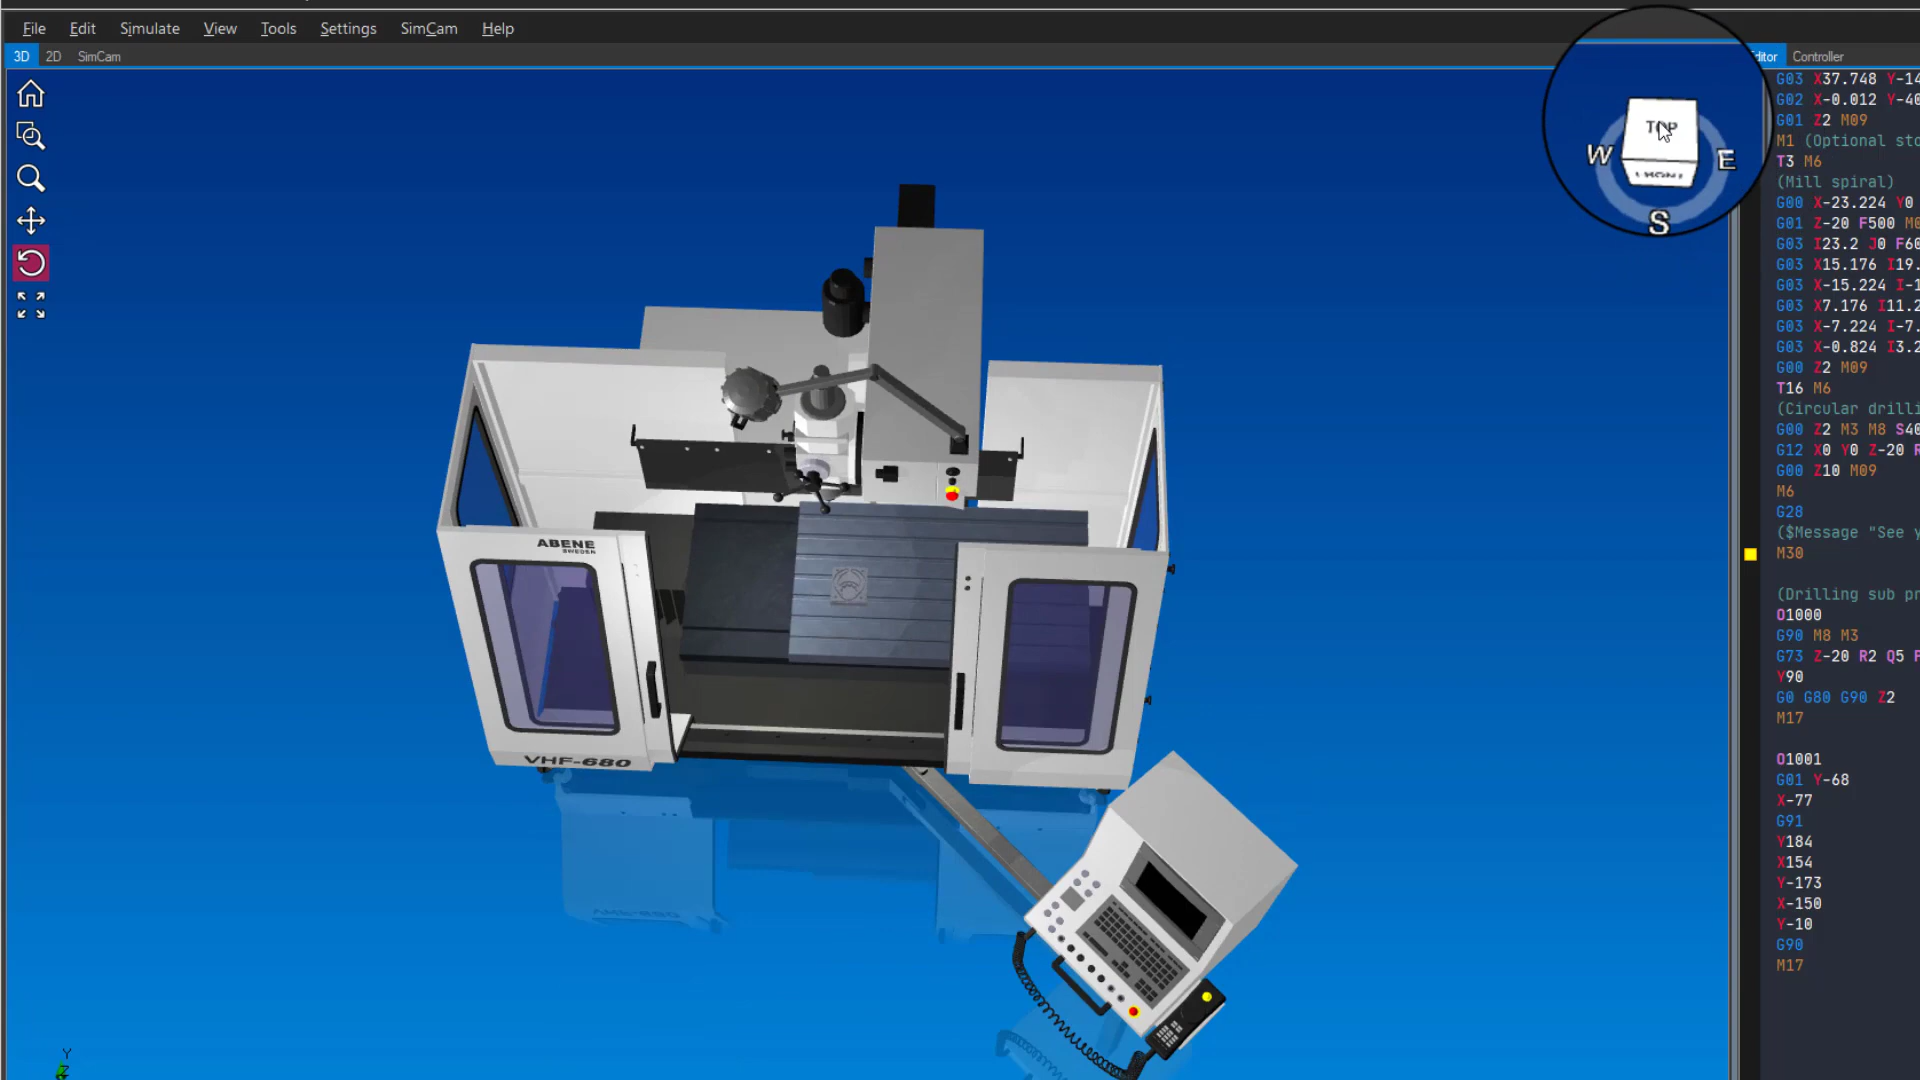 File Edit Simulate View Tools Settings SimCam Help
3D 2D SimCam
Controller
TOP
FRONT
W
E
S
ABENE
SWEDEN
VHF-680
Y
Z
G03 X37.748 Y-14
G02 X-0.012 Y-40
G01 Z2 M09
M1 (Optional sto
T3 M6
(Mill spiral)
G00 X-23.224 Y0
G01 Z-20 F500 M0
G03 I23.2 J0 F60
G03 X15.176 I19.
G03 X-15.224 I-1
G03 X7.176 I11.2
G03 X-7.224 I-7.
G03 X-0.824 I3.2
G00 Z2 M09
T16 M6
(Circular drilli
G00 Z2 M3 M8 S40
G12 X0 Y0 Z-20 R
G00 Z10 M09
M6
G28
($Message "See y
M30
(Drilling sub pr
O1000
G90 M8 M3
G73 Z-20 R2 Q5 F
Y90
G0 G80 G90 Z2
M17
O1001
G01 Y-68
X-77
G91
Y184
X154
Y-173
X-150
Y-10
G90
M17